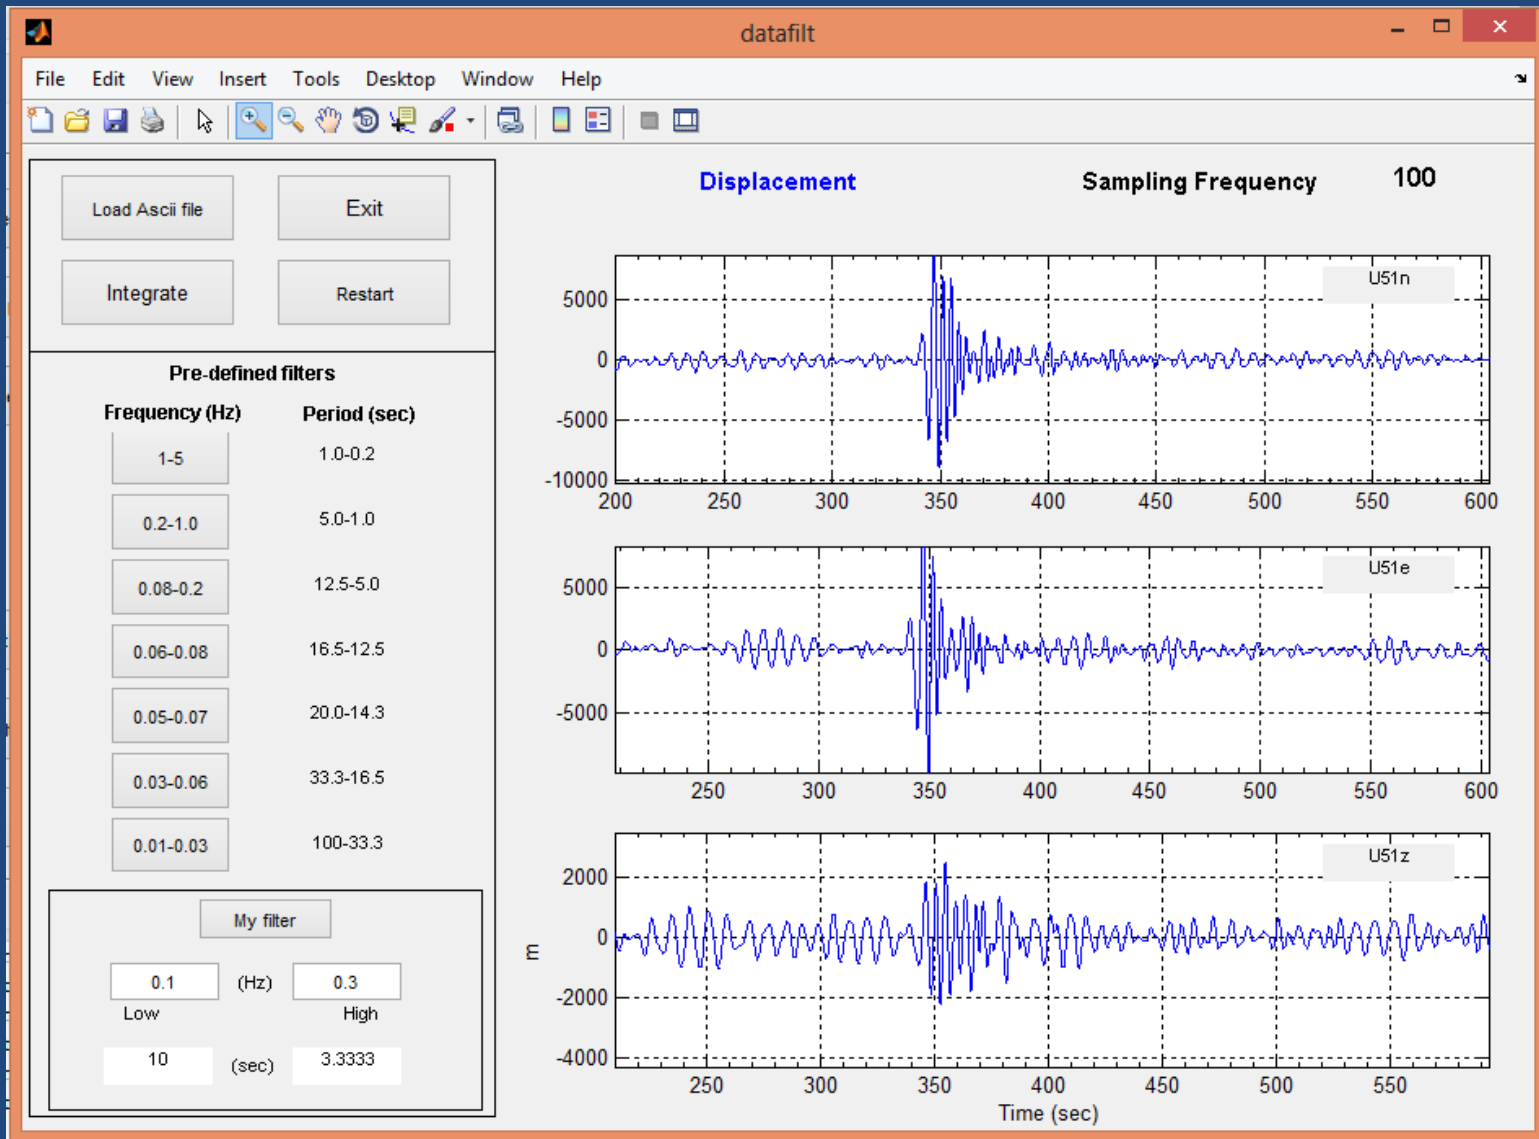 datafilt
File Edit View Insert Tools Desktop Window Help
Load Ascii file Exit
Integrate Restart
Pre-defined filters
Frequency (Hz) Period (sec)
1-5 1.0-0.2
0.2-1.0 5.0-1.0
0.08-0.2 12.5-5.0
0.06-0.08 16.5-12.5
0.05-0.07 20.0-14.3
0.03-0.06 33.3-16.5
0.01-0.03 100-33.3
My filter
0.1 (Hz) 0.3
Low High
10 (sec) 3.3333
Displacement Sampling Frequency 100
U51n
5000
0
-5000
-10000
200 250 300 350 400 450 500 550 600
U51e
5000
0
-5000
250 300 350 400 450 500 550 600
U51z
2000
0
-2000
-4000
m
250 300 350 400 450 500 550
Time (sec)